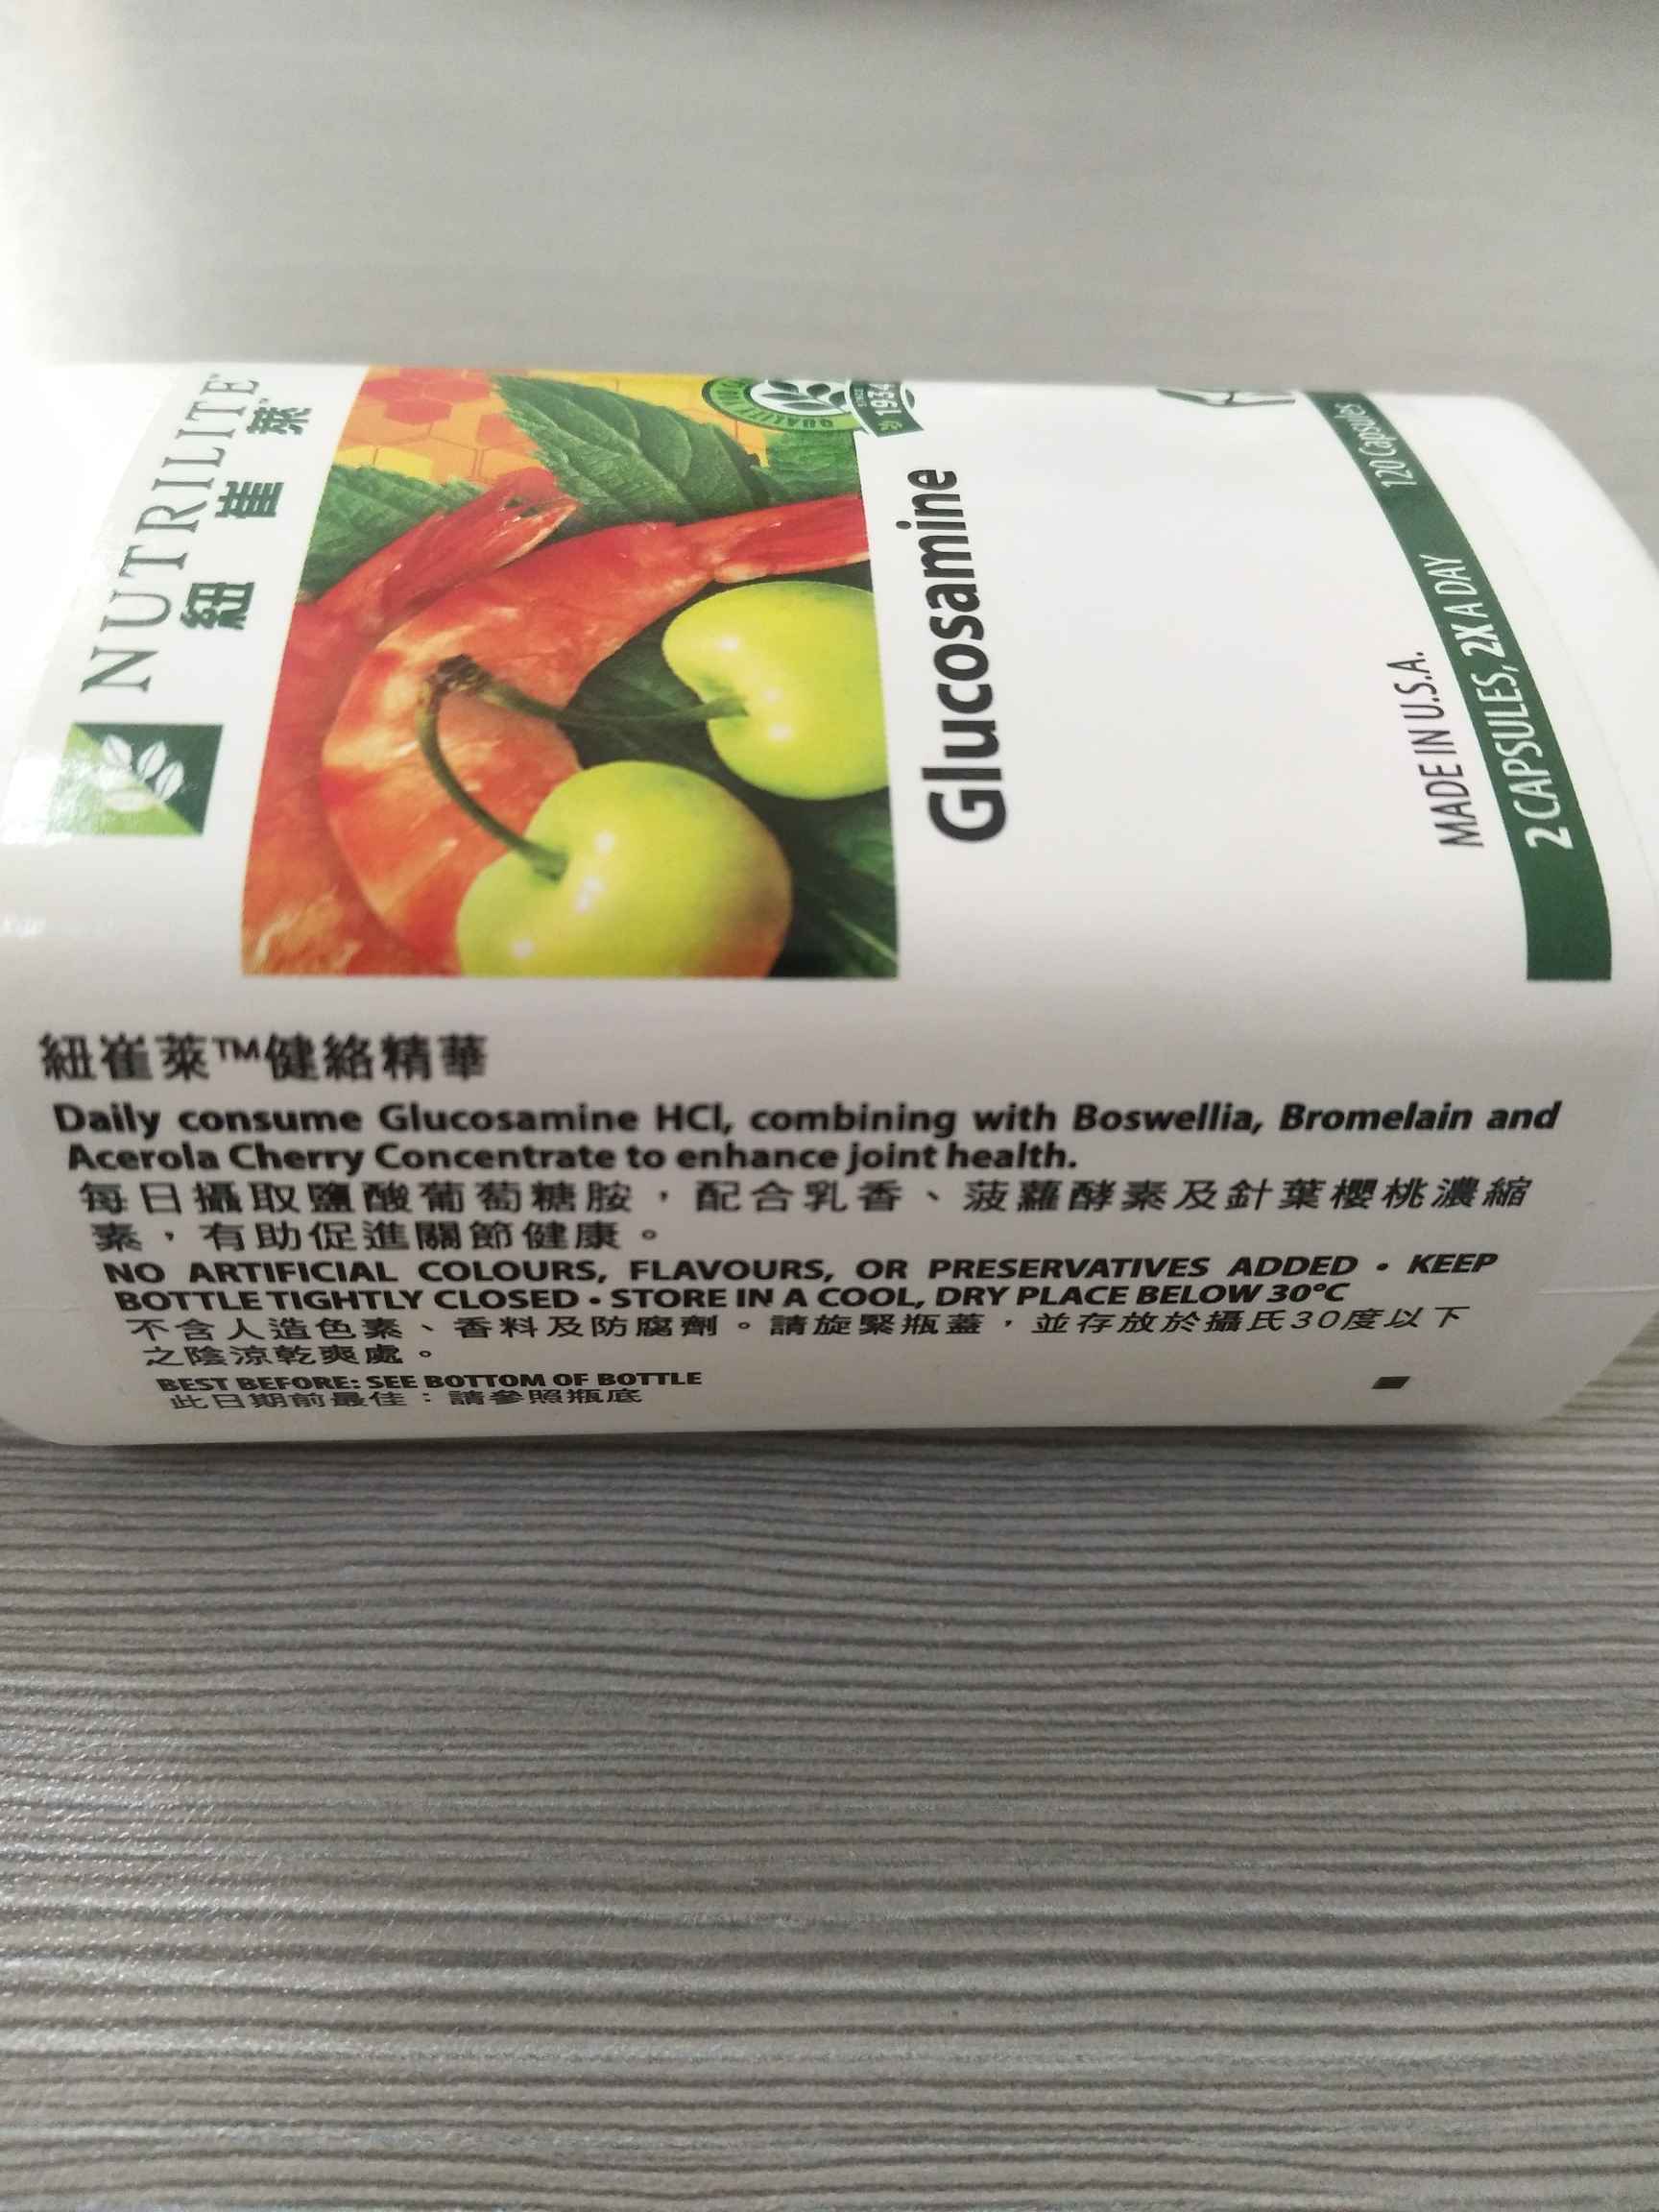 NUTRILITE
紐崔萊
QUALITY
SINCE
1934
Glucosamine
MADE IN U.S.A.
2 CAPSULES, 2X A DAY 120 Capsules
紐崔萊™健絡精華
Daily consume Glucosamine HCl, combining with Boswellia, Bromelain and
Acerola Cherry Concentrate to enhance joint health.
每日攝取鹽酸葡萄糖胺，配合乳香、菠蘿酵素及針葉櫻桃濃縮
素，有助促進關節健康。
NO ARTIFICIAL COLOURS, FLAVOURS, OR PRESERVATIVES ADDED • KEEP
BOTTLE TIGHTLY CLOSED • STORE IN A COOL, DRY PLACE BELOW 30°C
不含人造色素、香料及防腐劑。請旋緊瓶蓋，並存放於攝氏30度以下
之陰涼乾爽處。
BEST BEFORE: SEE BOTTOM OF BOTTLE
此日期前最佳：請參照瓶底